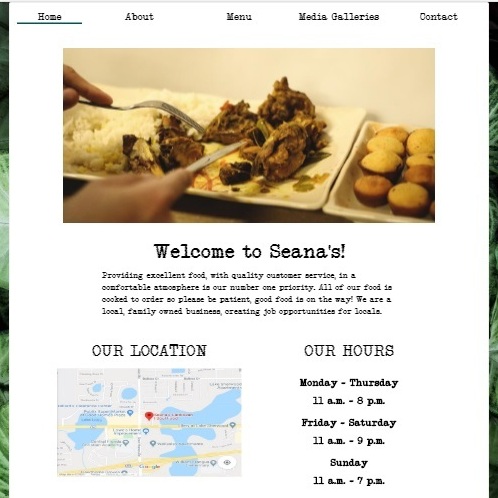 Home About Menu Media Galleries Contact
Welcome to Seana's!
Providing excellent food, with quality customer service, in a
comfortable atmosphere is our number one priority. All of our food is
cooked to order so please be patient, good food is on the way! We are a
local, family owned business, creating job opportunities for locals.
OUR LOCATION
Google
OUR HOURS
Monday - Thursday
11 a.m. - 8 p.m.
Friday - Saturday
11 a.m. - 9 p.m.
Sunday
11 a.m. - 7 p.m.